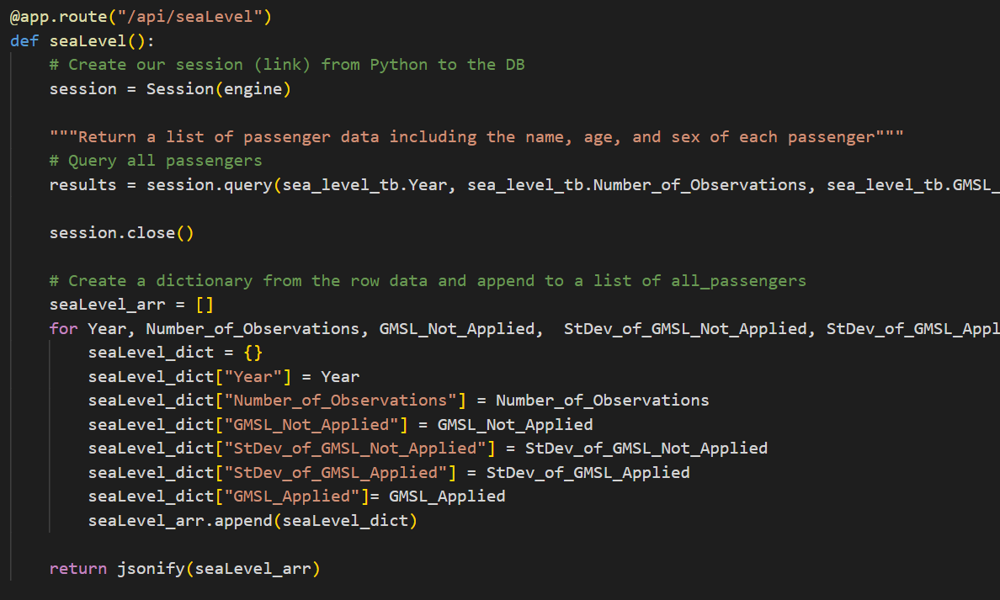 @app.route("/api/seaLevel")
def seaLevel():
    # Create our session (link) from Python to the DB
    session = Session(engine)

    """Return a list of passenger data including the name, age, and sex of each passenger"""
    # Query all passengers
    results = session.query(sea_level_tb.Year, sea_level_tb.Number_of_Observations, sea_level_tb.GMSL_

    session.close()

    # Create a dictionary from the row data and append to a list of all_passengers
    seaLevel_arr = []
    for Year, Number_of_Observations, GMSL_Not_Applied,  StDev_of_GMSL_Not_Applied, StDev_of_GMSL_Appl
        seaLevel_dict = {}
        seaLevel_dict["Year"] = Year
        seaLevel_dict["Number_of_Observations"] = Number_of_Observations
        seaLevel_dict["GMSL_Not_Applied"] = GMSL_Not_Applied
        seaLevel_dict["StDev_of_GMSL_Not_Applied"] = StDev_of_GMSL_Not_Applied
        seaLevel_dict["StDev_of_GMSL_Applied"] = StDev_of_GMSL_Applied
        seaLevel_dict["GMSL_Applied"]= GMSL_Applied
        seaLevel_arr.append(seaLevel_dict)

    return jsonify(seaLevel_arr)